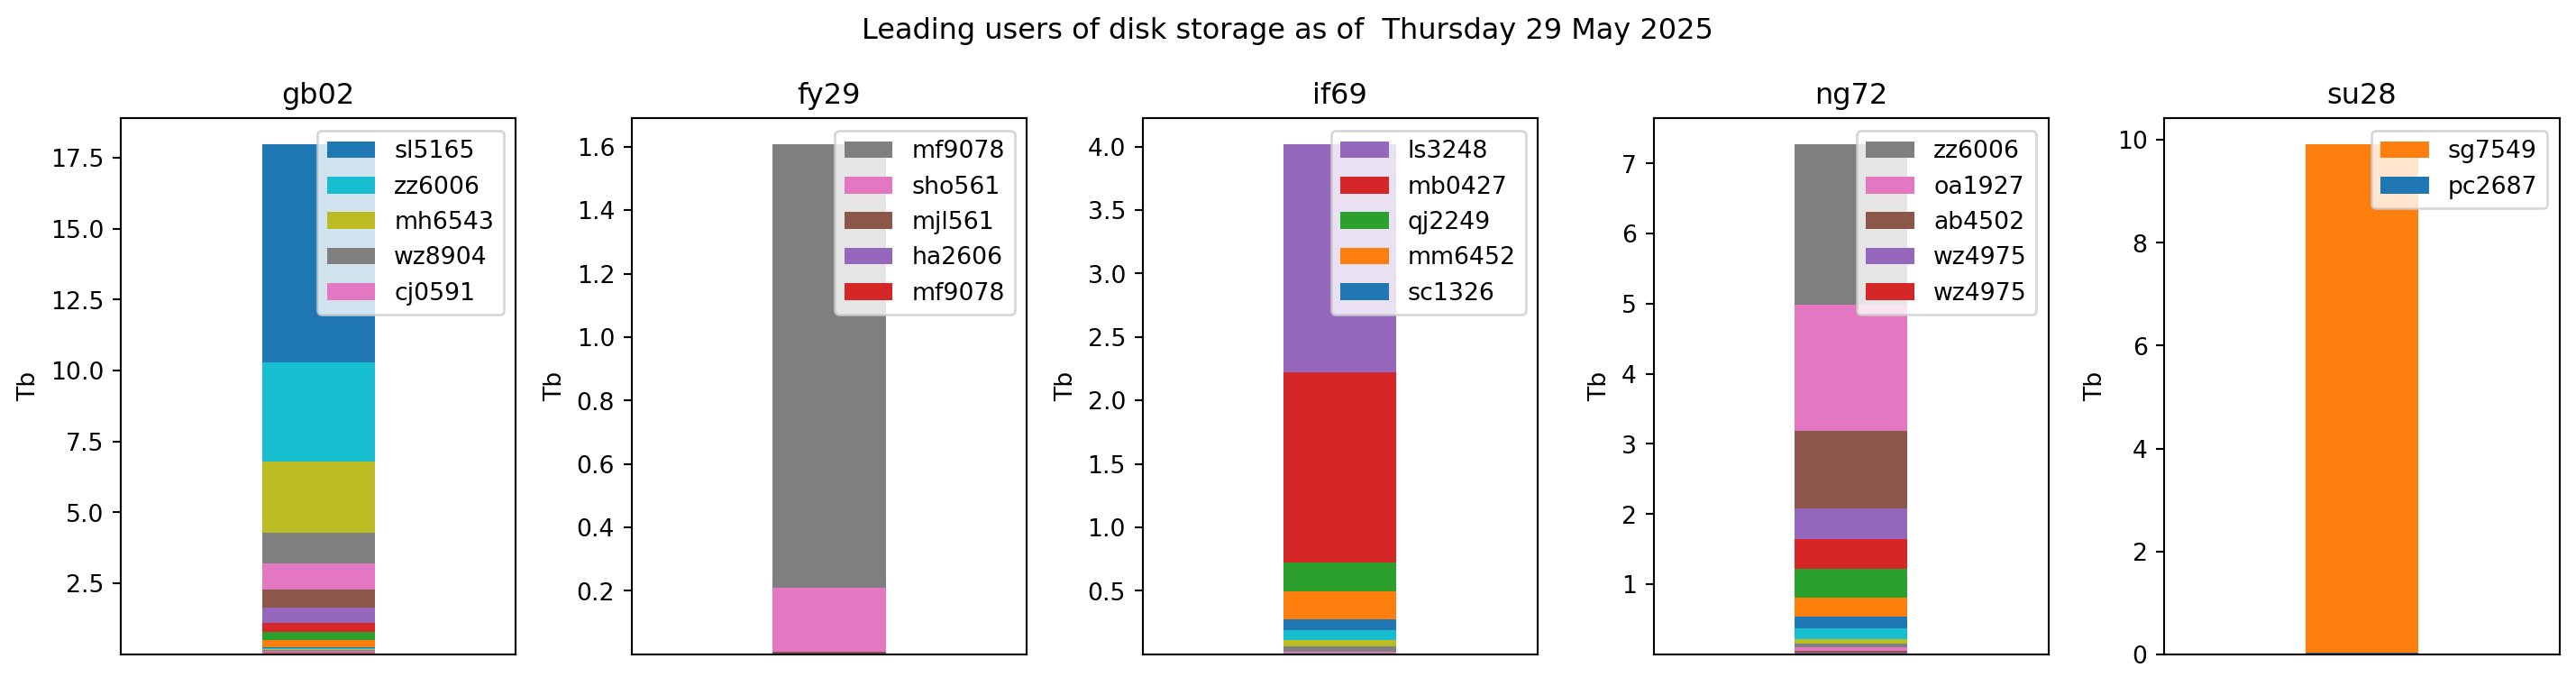 Leading users of disk storage as of  Thursday 29 May 2025
gb02
Tb
17.5
15.0
12.5
10.0
7.5
5.0
2.5
sl5165
zz6006
mh6543
wz8904
cj0591
fy29
Tb
1.6
1.4
1.2
1.0
0.8
0.6
0.4
0.2
mf9078
sho561
mjl561
ha2606
mf9078
if69
Tb
4.0
3.5
3.0
2.5
2.0
1.5
1.0
0.5
ls3248
mb0427
qj2249
mm6452
sc1326
ng72
Tb
7
6
5
4
3
2
1
zz6006
oa1927
ab4502
wz4975
wz4975
su28
Tb
10
8
6
4
2
0
sg7549
pc2687